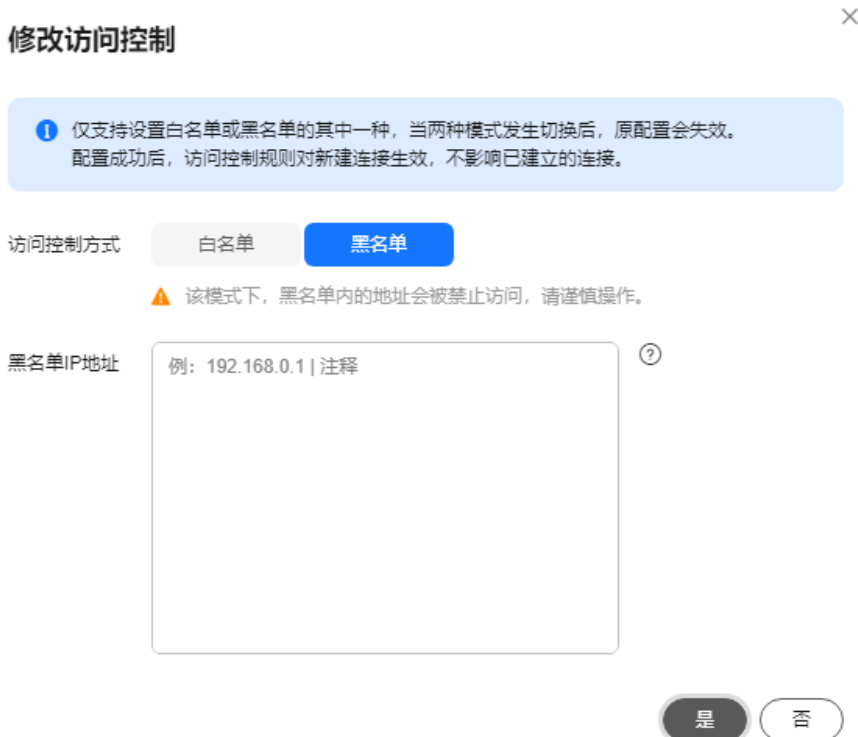 修改访问控制
仅支持设置白名单或黑名单的其中一种，当两种模式发生切换后，原配置会失效。
配置成功后，访问控制规则对新建连接生效，不影响已建立的连接。
访问控制方式
白名单
黑名单
该模式下，黑名单内的地址会被禁止访问，请谨慎操作。
黑名单IP地址
例：192.168.0.1 | 注释
是
否